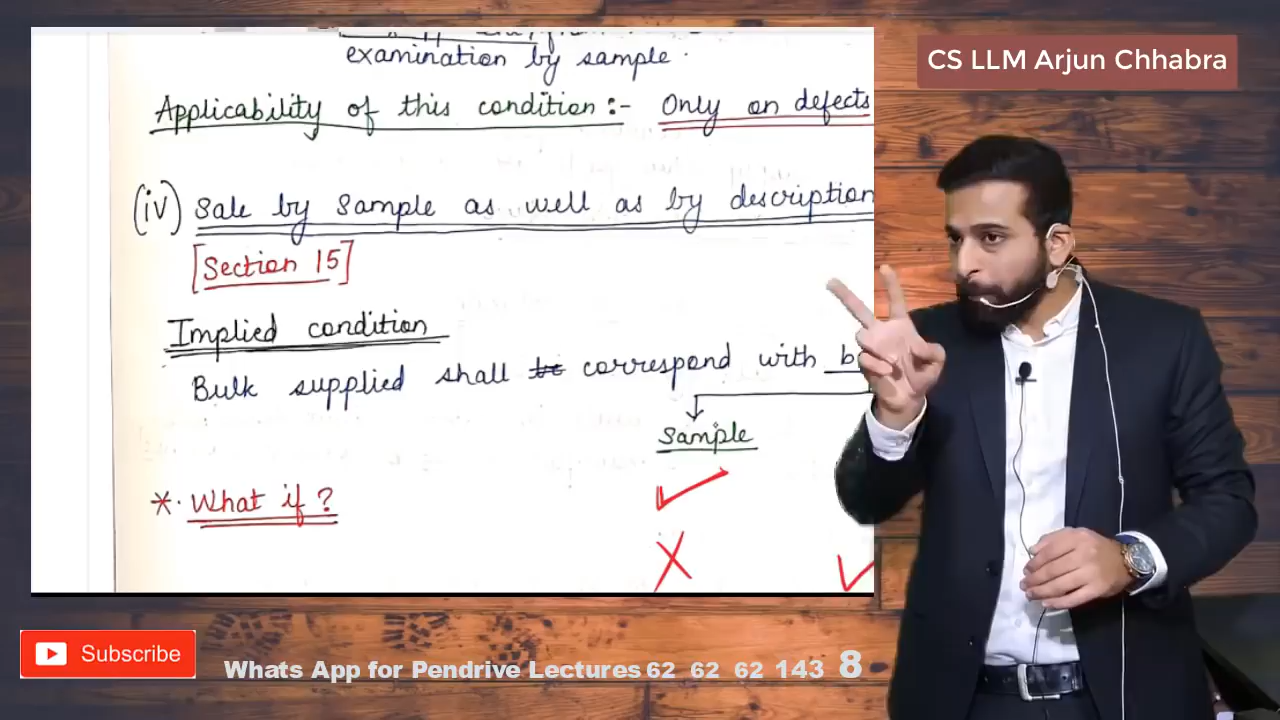 examination by sample.
Applicability of this condition :- Only on defects
(iv) Sale by Sample as well as by description
[Section 15]
Implied condition
Bulk supplied shall be correspond with
Sample
*. What if ?
CS LLM Arjun Chhabra
Subscribe
Whats App for Pendrive Lectures 62 62 62 143 8